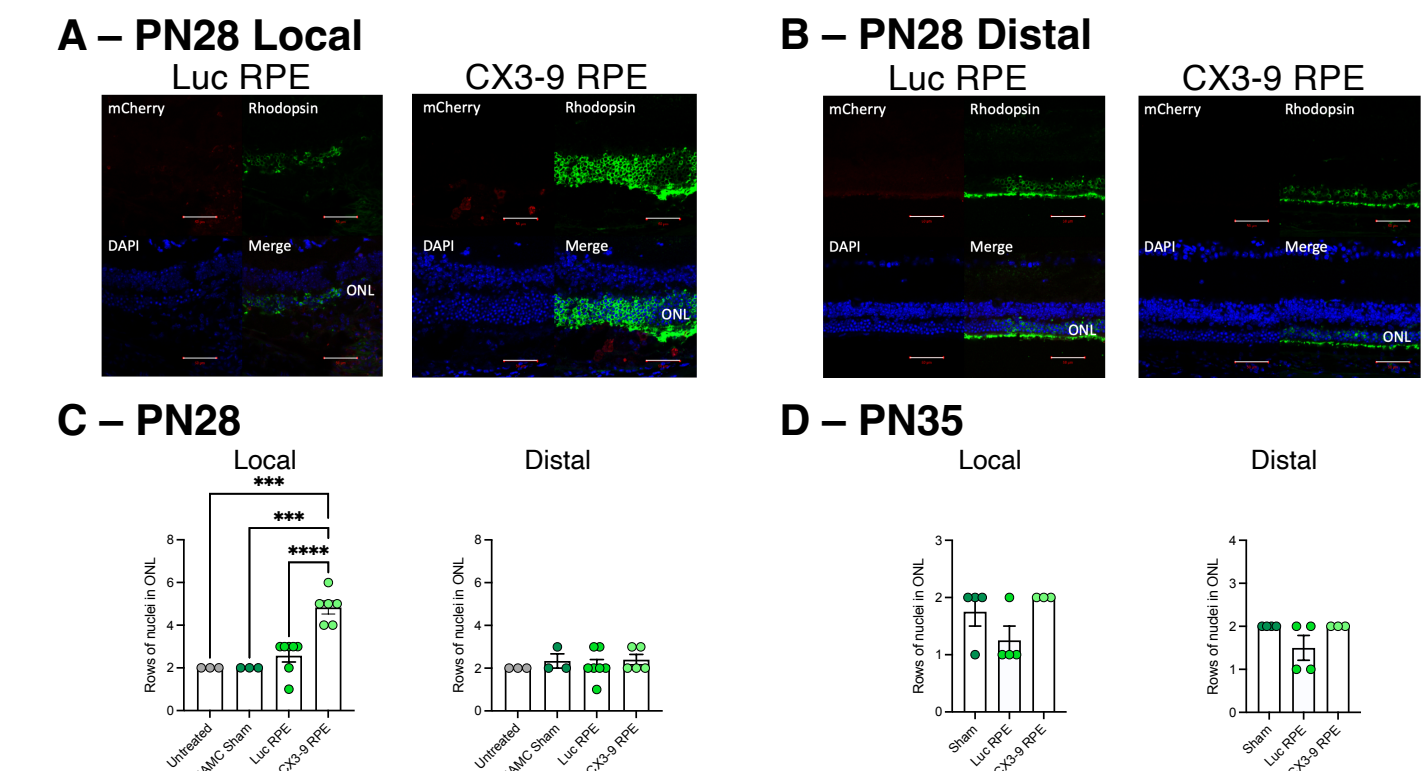 A – PN28 Local
Luc RPE
CX3-9 RPE
mCherry
Rhodopsin
DAPI
Merge
ONL
mCherry
Rhodopsin
DAPI
Merge
ONL
B – PN28 Distal
Luc RPE
CX3-9 RPE
mCherry
Rhodopsin
DAPI
Merge
ONL
mCherry
Rhodopsin
DAPI
Merge
ONL
C – PN28
Local
***
***
****
Rows of nuclei in ONL
8
6
4
2
0
Untreated
AMC Sham
Luc RPE
CX3-9 RPE
Distal
Rows of nuclei in ONL
8
6
4
2
0
Untreated
AMC Sham
Luc RPE
CX3-9 RPE
D – PN35
Local
Rows of nuclei in ONL
3
2
1
0
Sham
Luc RPE
CX3-9 RPE
Distal
Rows of nuclei in ONL
4
3
2
1
0
Sham
Luc RPE
CX3-9 RPE